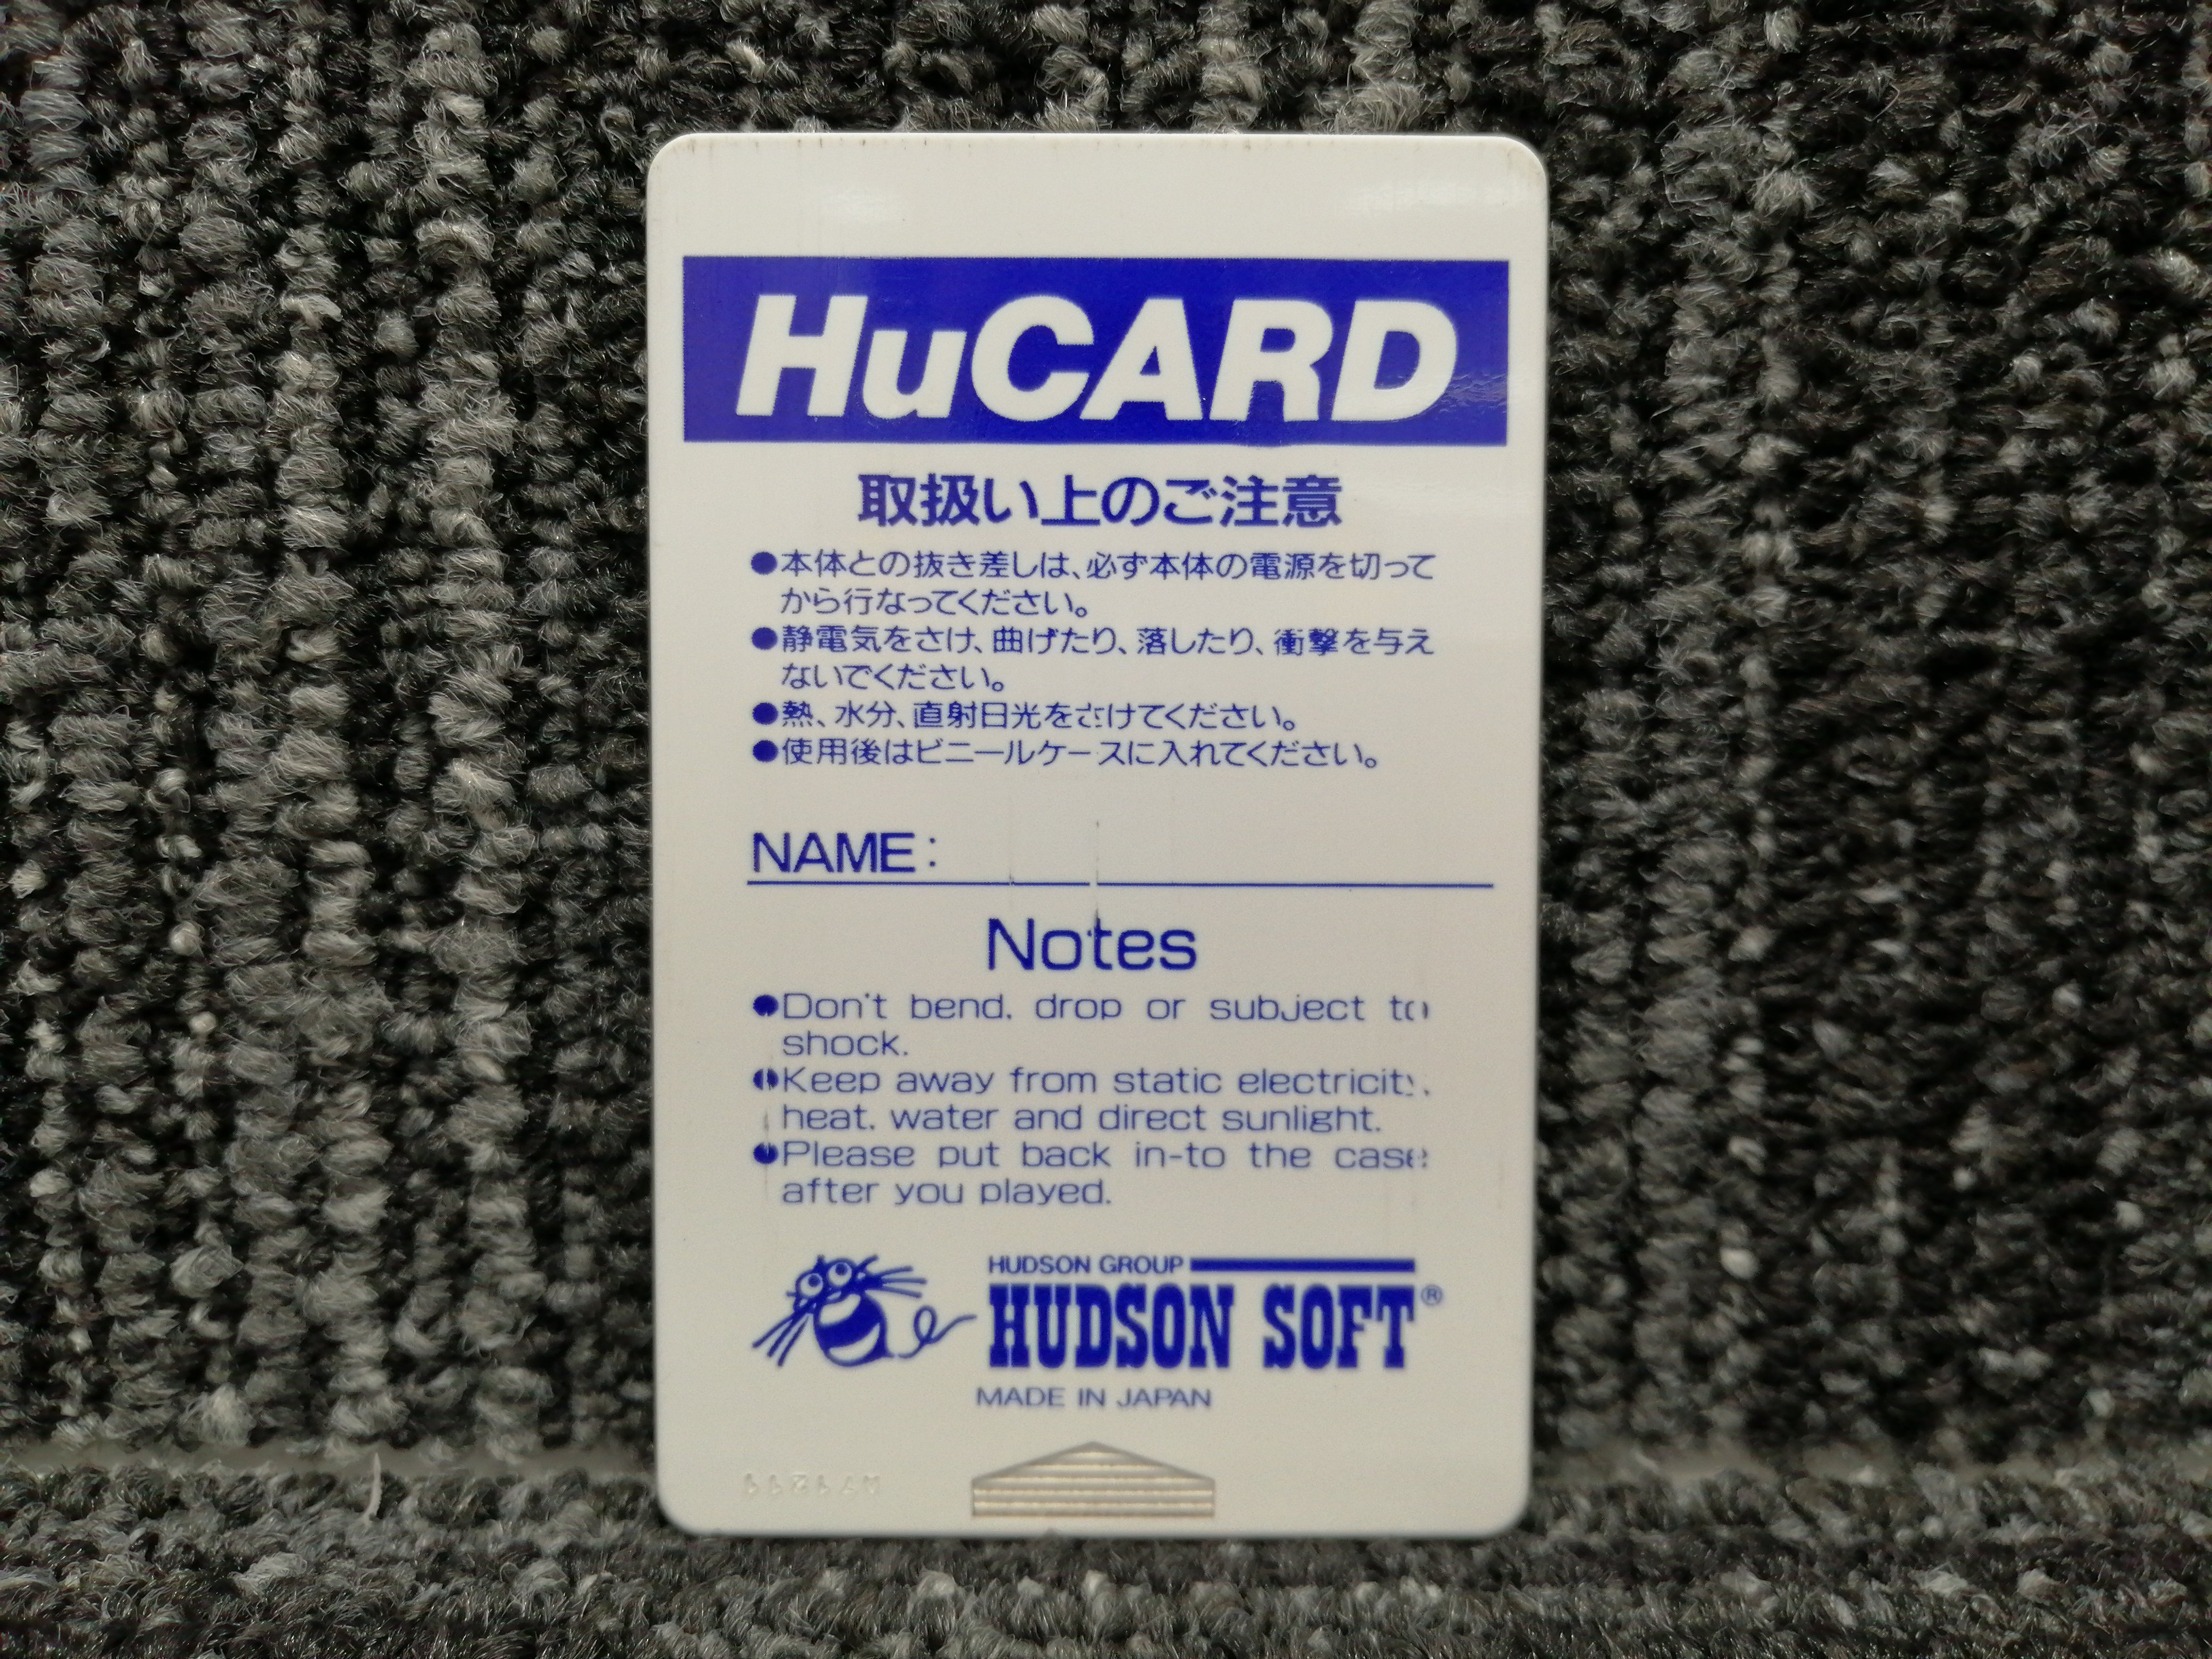 HuCARD
取扱い上のご注意
●本体との抜き差しは、必ず本体の電源を切って
から行なってください。
●静電気をさけ、曲げたり、落したり、衝撃を与え
ないでください。
●熱、水分、直射日光をさけてください。
●使用後はビニールケースに入れてください。
NAME:
Notes
●Don't bend, drop or subject to
shock.
●Keep away from static electricity,
heat, water and direct sunlight.
●Please put back in-to the case
after you played.
HUDSON GROUP
HUDSON SOFT®
MADE IN JAPAN